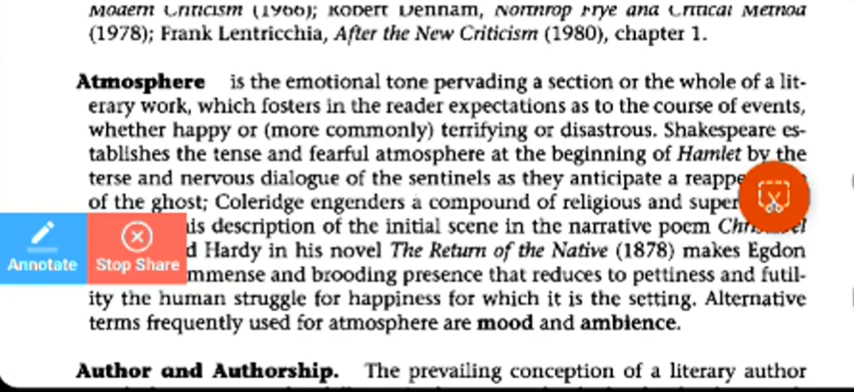 Modern Criticism (1966); Robert Denham, Northrop Frye and Critical Method
(1978); Frank Lentricchia, After the New Criticism (1980), chapter 1.
Atmosphere is the emotional tone pervading a section or the whole of a lit-
erary work, which fosters in the reader expectations as to the course of events,
whether happy or (more commonly) terrifying or disastrous. Shakespeare es-
tablishes the tense and fearful atmosphere at the beginning of Hamlet by the
terse and nervous dialogue of the sentinels as they anticipate a reappe
of the ghost; Coleridge engenders a compound of religious and super
is description of the initial scene in the narrative poem Chr el
d Hardy in his novel The Return of the Native (1878) makes Egdon
mmense and brooding presence that reduces to pettiness and futil-
ity the human struggle for happiness for which it is the setting. Alternative
terms frequently used for atmosphere are mood and ambience.
Author and Authorship. The prevailing conception of a literary author
Annotate
Stop Share